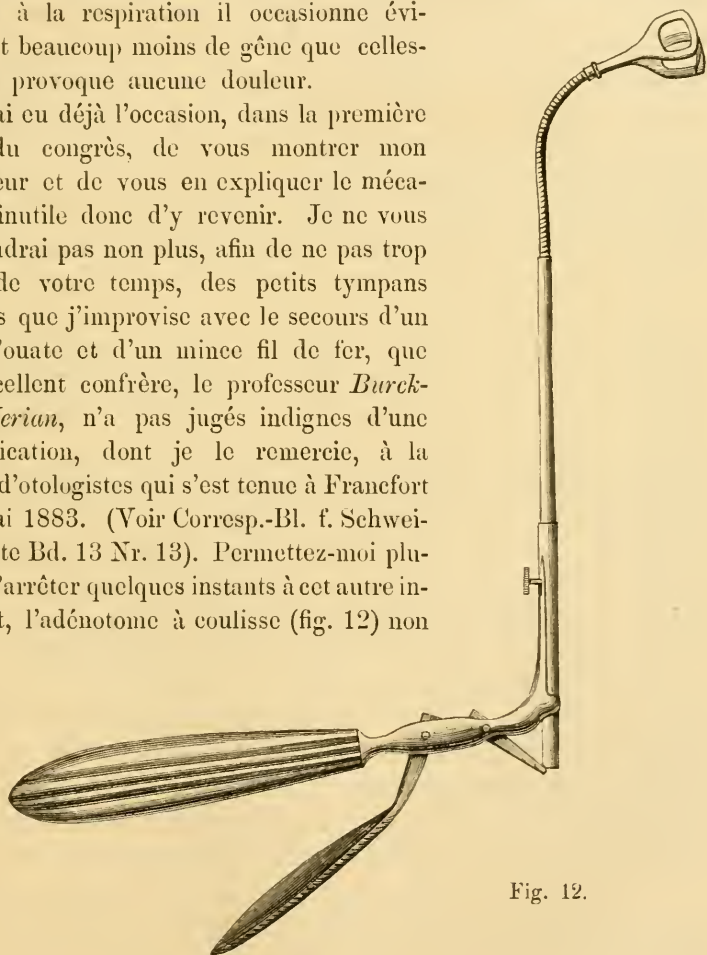 à la respiration il occasionne évi-
t beaucoup moins de gêne que celles-
provoque aucune douleur.
ai eu déjà l'occasion, dans la première
du congrès, de vous montrer mon
eur et de vous en expliquer le méca-
inutile donc d'y revenir. Je ne vous
ndrai pas non plus, afin de ne pas trop
de votre temps, des petits tympans
s que j'improvise avec le secours d'un
'ouate et d'un mince fil de fer, que
cellent confrère, le professeur Burck-
erian, n'a pas jugés indignes d'une
ication, dont je le remercie, à la
d'otologistes qui s'est tenue à Francfort
ai 1883. (Voir Corresp.-Bl. f. Schwei-
te Bd. 13 Nr. 13). Permettez-moi plu-
'arrêter quelques instants à cet autre in-
t, l'adénotome à coulisse (fig. 12) non
Fig. 12.